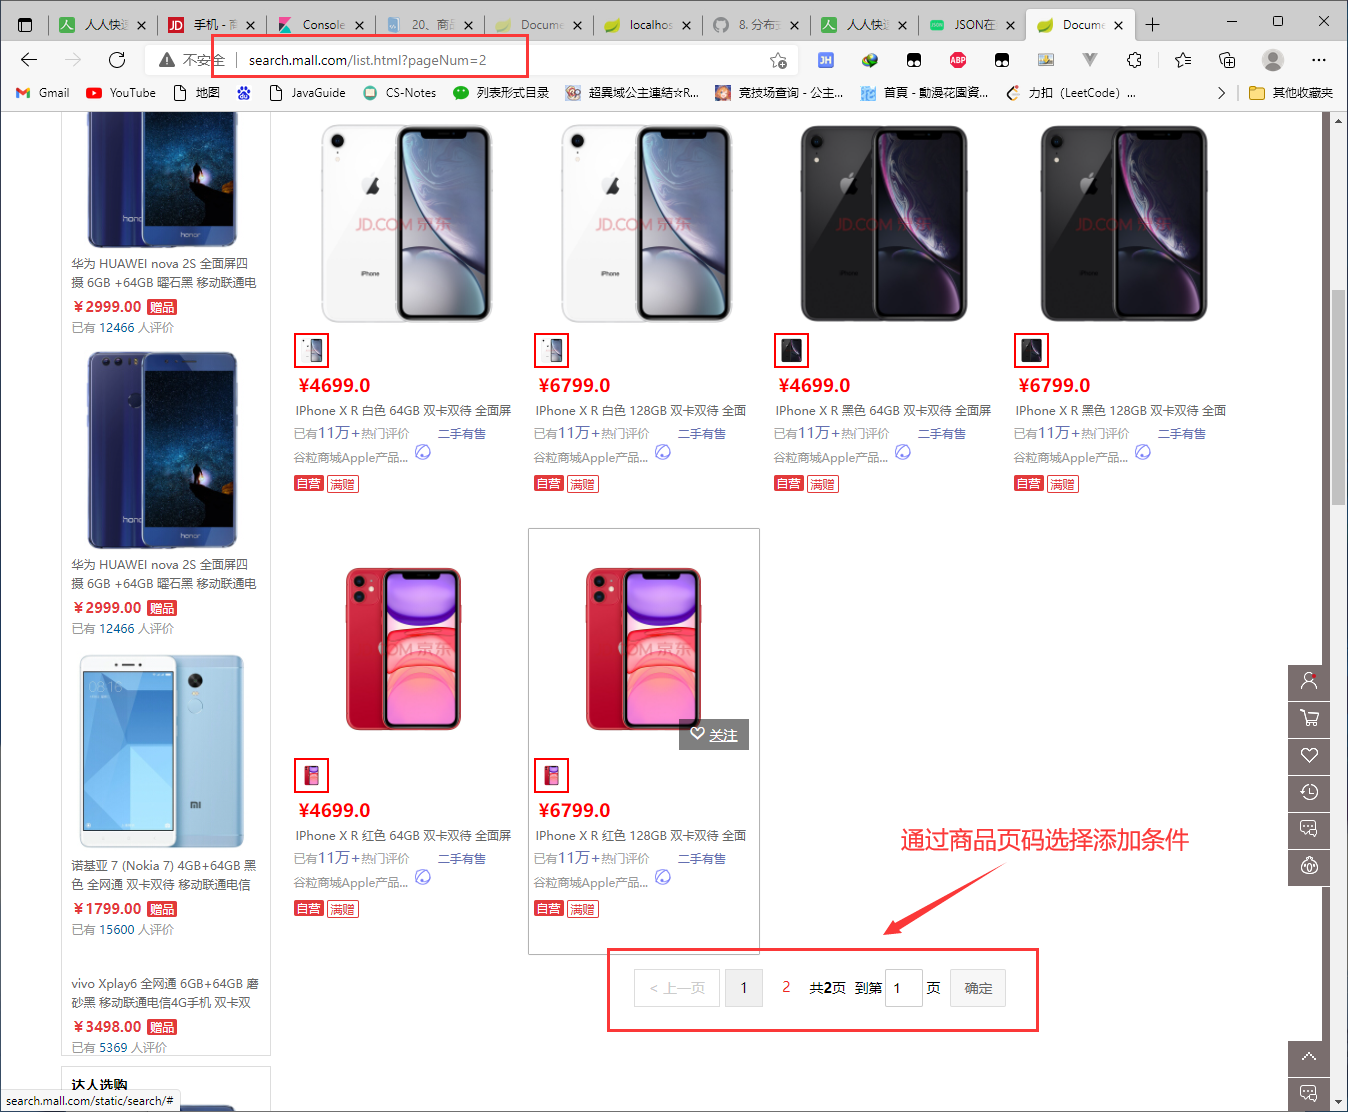 人人快速
手机 - 商
Console
20、商品
Docume
localhos
8. 分布式
人人快速
JSON在
Docume
不安全
search.mall.com/list.html?pageNum=2
Gmail
YouTube
地图
JavaGuide
CS-Notes
列表形式目录
超異域公主連結☆R...
竞技场查询 - 公主...
首頁 - 動漫花園資...
力扣（LeetCode）...
其他收藏夹
honor
华为 HUAWEI nova 2S 全面屏四
摄 6GB +64GB 曜石黑 移动联通电
￥2999.00 赠品
已有 12466 人评价
honor
华为 HUAWEI nova 2S 全面屏四
摄 6GB +64GB 曜石黑 移动联通电
￥2999.00 赠品
已有 12466 人评价
诺基亚 7 (Nokia 7) 4GB+64GB 黑
色 全网通 双卡双待 移动联通电信
￥1799.00 赠品
已有 15600 人评价
vivo Xplay6 全网通 6GB+64GB 磨
砂黑 移动联通电信4G手机 双卡双
￥3498.00 赠品
已有 5369 人评价
达人选购
JD.COM 京东
iPhone
¥4699.0
IPhone X R 白色 64GB 双卡双待 全面屏
已有11万+热门评价 二手有售
谷粒商城Apple产品...
自营 满赠
JD.COM 京东
iPhone
¥6799.0
IPhone X R 白色 128GB 双卡双待 全面
已有11万+热门评价 二手有售
谷粒商城Apple产品...
自营 满赠
JD.COM 京东
¥4699.0
IPhone X R 黑色 64GB 双卡双待 全面屏
已有11万+热门评价 二手有售
谷粒商城Apple产品...
自营 满赠
JD.COM 京东
¥6799.0
IPhone X R 黑色 128GB 双卡双待 全面
已有11万+热门评价 二手有售
谷粒商城Apple产品...
自营 满赠
¥4699.0
IPhone X R 红色 64GB 双卡双待 全面屏
已有11万+热门评价 二手有售
谷粒商城Apple产品...
自营 满赠
关注
¥6799.0
IPhone X R 红色 128GB 双卡双待 全面
已有11万+热门评价 二手有售
谷粒商城Apple产品...
自营 满赠
通过商品页码选择添加条件
< 上一页 1 2 共2页 到第 1 页 确定
search.mall.com/static/search/#